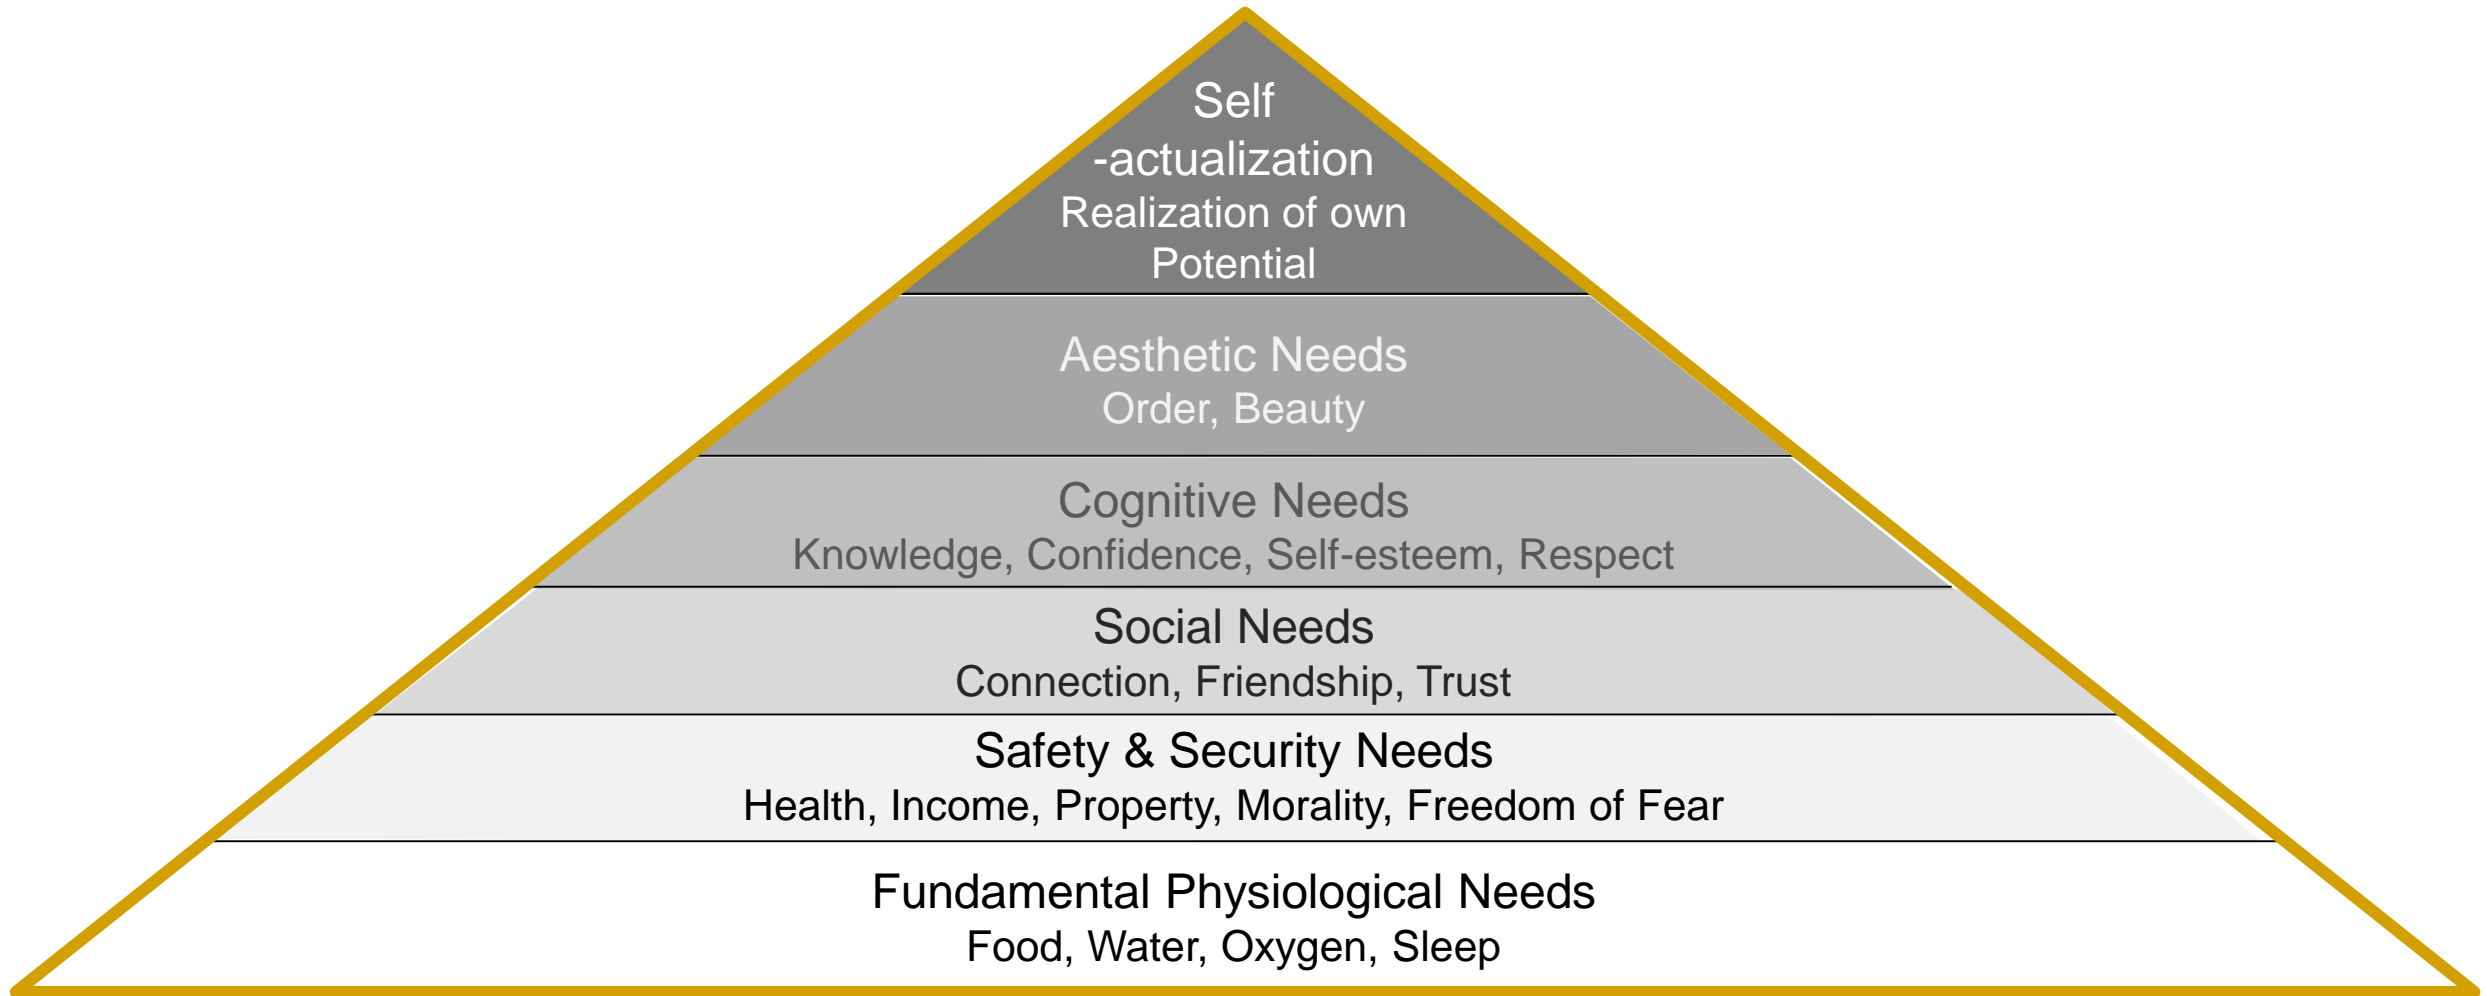 Self
-actualization
Realization of own
Potential
Aesthetic Needs
Order, Beauty
Cognitive Needs
Knowledge, Confidence, Self-esteem, Respect
Social Needs
Connection, Friendship, Trust
Safety & Security Needs
Health, Income, Property, Morality, Freedom of Fear
Fundamental Physiological Needs
Food, Water, Oxygen, Sleep